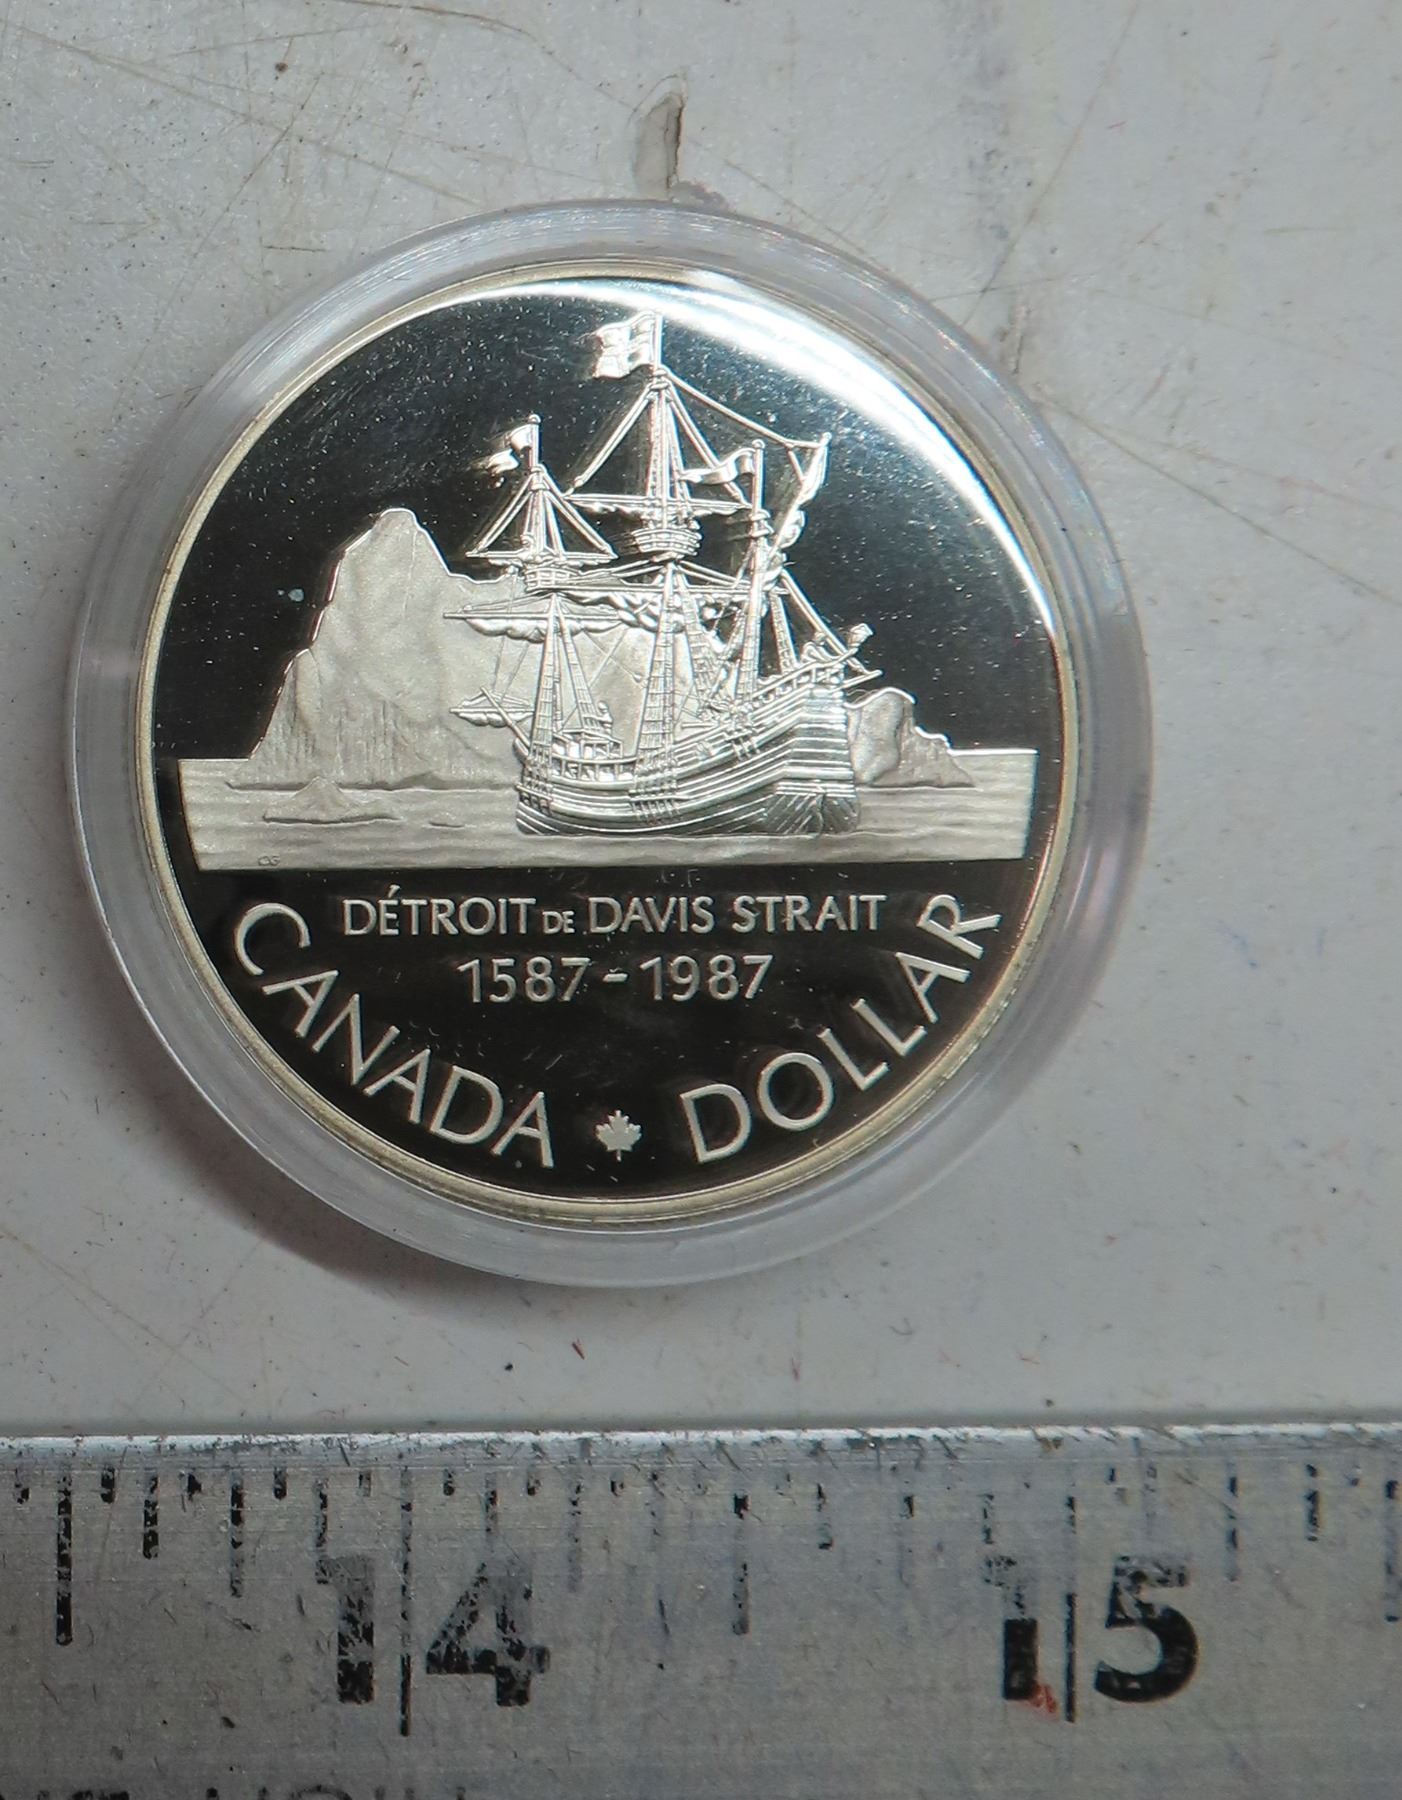 DÉTROIT DE DAVIS STRAIT
1587-1987
CANADA DOLLAR
14 15